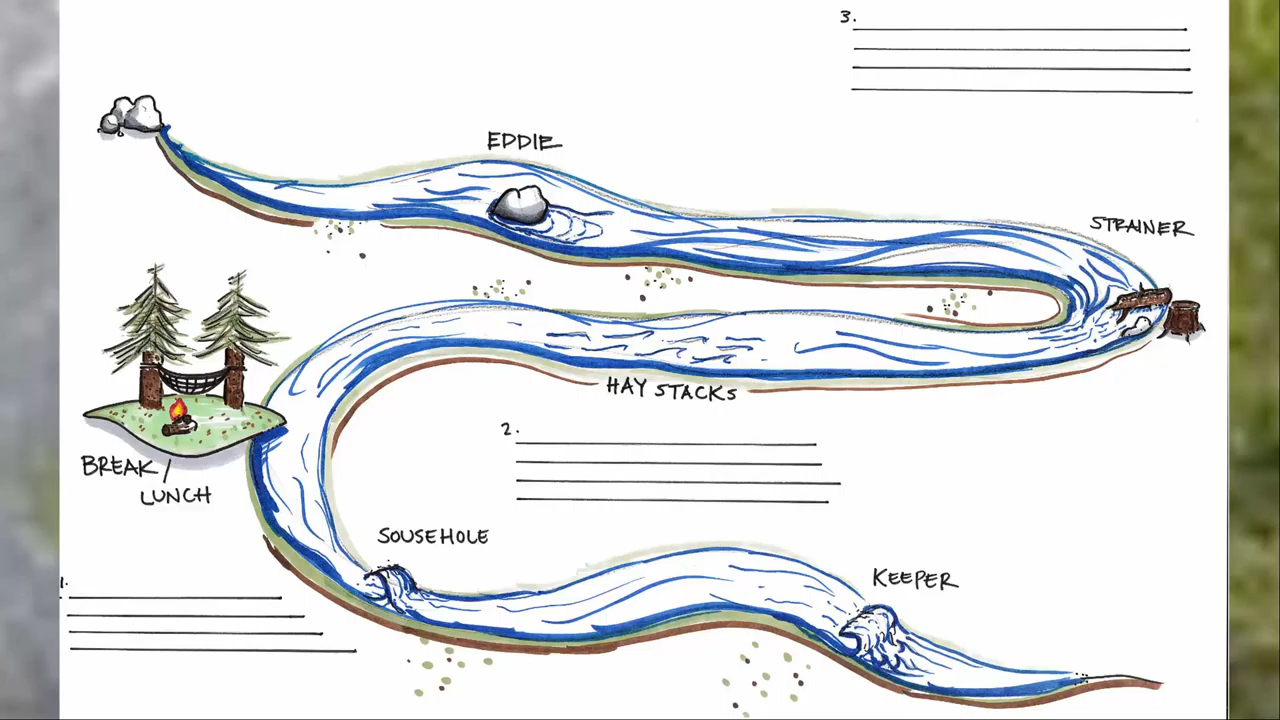 3.
EDDIE
STRAINER
HAY STACKS
2.
BREAK/
LUNCH
SOUSEHOLE
KEEPER
1.